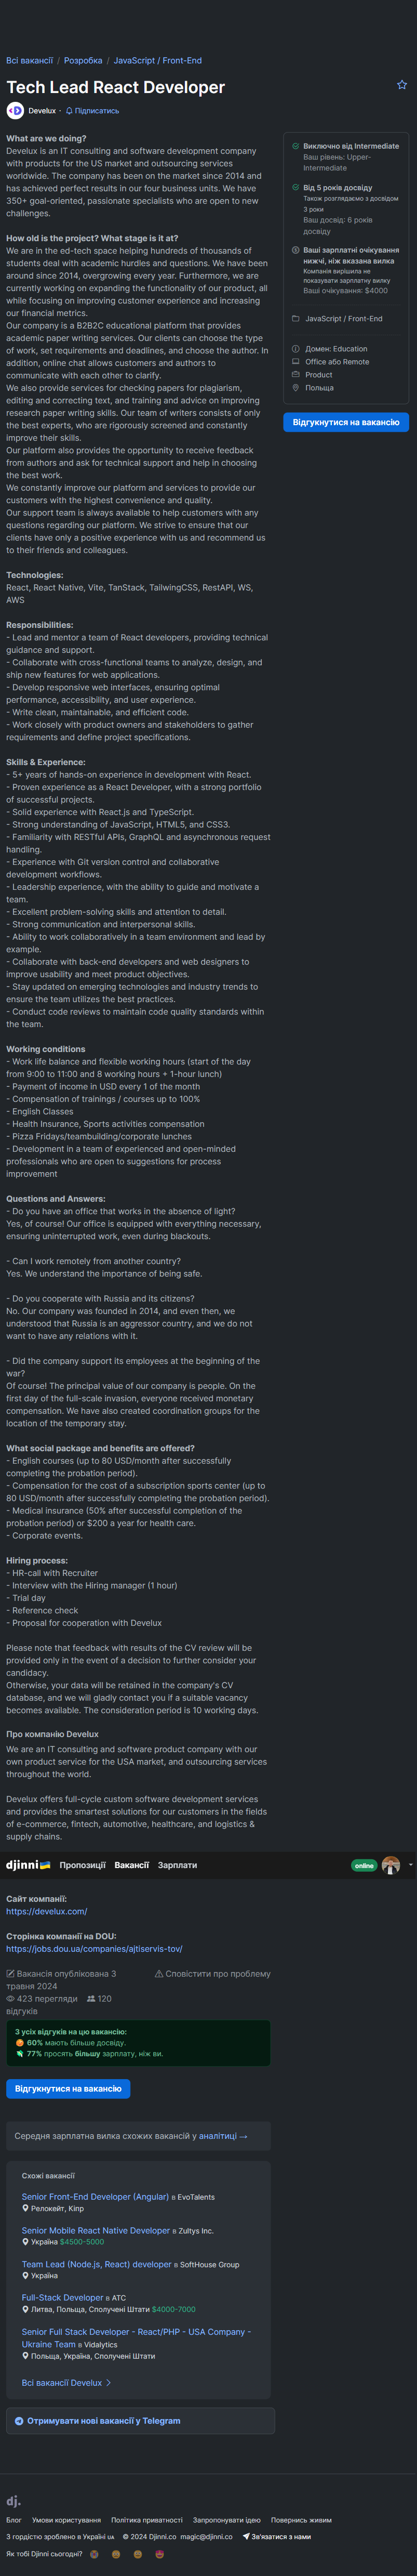 Всі вакансії / Розробка / JavaScript / Front-End
Tech Lead React Developer
Develux · Підписатись
What are we doing?
Develux is an IT consulting and software development company
with products for the US market and outsourcing services
worldwide. The company has been on the market since 2014 and
has achieved perfect results in our four business units. We have
350+ goal-oriented, passionate specialists who are open to new
challenges.
How old is the project? What stage is it at?
We are in the ed-tech space helping hundreds of thousands of
students deal with academic hurdles and questions. We have been
around since 2014, overgrowing every year. Furthermore, we are
currently working on expanding the functionality of our product, all
while focusing on improving customer experience and increasing
our financial metrics.
Our company is a B2B2C educational platform that provides
academic paper writing services. Our clients can choose the type
of work, set requirements and deadlines, and choose an author. In
addition, online chat allows customers and authors to
communicate with each other to clarify.
We also provide services for checking papers for plagiarism,
editing and correcting text, and training and advice on improving
research paper writing skills. Our team of writers consists of only
the best experts, who are rigorously screened and constantly
improve their skills.
Our platform also provides the opportunity to receive feedback
from authors and ask for technical support and help in choosing
the best work.
We constantly improve our platform and services to provide our
customers with the highest convenience and quality.
Our support team is always available to help customers with any
questions regarding our platform. We strive to ensure that our
clients have only a positive experience with us and recommend us
to their friends and colleagues.
Technologies:
React, React Native, Vite, TanStack, TailwingCSS, RestAPI, WS,
AWS
Responsibilities:
- Lead and mentor a team of React developers, providing technical
guidance and support.
- Collaborate with cross-functional teams to analyze, design, and
ship new features for web applications.
- Develop responsive web interfaces, ensuring optimal
performance, accessibility, and user experience.
- Write clean, maintainable, and efficient code.
- Work closely with product owners and stakeholders to gather
requirements and define project specifications.
Skills & Experience:
- 5+ years of hands-on experience in development with React.
- Proven experience as a React Developer, with a strong portfolio
of successful projects.
- Solid experience with React.js and TypeScript.
- Strong understanding of JavaScript, HTML5, and CSS3.
- Familiarity with RESTful APIs, GraphQL and asynchronous request
handling.
- Experience with Git version control and collaborative
development workflows.
- Leadership experience, with the ability to guide and motivate a
team.
- Excellent problem-solving skills and attention to detail.
- Strong communication and interpersonal skills.
- Ability to work collaboratively in a team environment and lead by
example.
- Collaborate with back-end developers and web designers to
improve usability and meet product objectives.
- Stay updated on emerging technologies and industry trends to
ensure the team utilizes the best practices.
- Conduct code reviews to maintain code quality standards within
the team.
Working conditions
- Work life balance and flexible working hours (start of the day
from 9:00 to 11:00 and 8 working hours + 1-hour lunch)
- Payment of income in USD every 1 of the month
- Compensation of trainings / courses up to 100%
- English Classes
- Health Insurance, Sports activities compensation
- Pizza Fridays/teambuilding/corporate lunches
- Development in a team of experienced and open-minded
professionals who are open to suggestions for process
improvement
Questions and Answers:
- Do you have an office that works in the absence of light?
Yes, of course! Our office is equipped with everything necessary,
ensuring uninterrupted work, even during blackouts.
- Can I work remotely from another country?
Yes. We understand the importance of being safe.
- Do you cooperate with Russia and its citizens?
No. Our company was founded in 2014, and even then, we
understood that Russia is an aggressor country, and we do not
want to have any relations with it.
- Did the company support its employees at the beginning of the
war?
Of course! The principal value of our company is people. On the
first day of the full-scale invasion, everyone received monetary
compensation. We have also created coordination groups for the
location of the temporary stay.
What social package and benefits are offered?
- English courses (up to 80 USD/month after successfully
completing the probation period).
- Compensation for the cost of a subscription sports center (up to
80 USD/month after successfully completing the probation period).
- Medical insurance (50% after successful completion of the
probation period) or $200 a year for health care.
- Corporate events.
Hiring process:
- HR-call with Recruiter
- Interview with the Hiring manager (1 hour)
- Trial day
- Reference check
- Proposal for cooperation with Develux
Please note that feedback with results of the CV review will be
provided only in the event of a decision to further consider your
candidacy.
Otherwise, your data will be retained in the company's CV
database, and we will gladly contact you if a suitable vacancy
becomes available. The consideration period is 10 working days.
Про компанію Develux
We are an IT consulting and software product company with our
own product service for the USA market, and outsourcing services
throughout the world.
Develux offers full-cycle custom software development services
and provides the smartest solutions for our customers in the fields
of e-commerce, fintech, automotive, healthcare, and logistics &
supply chains.
Виключно від Intermediate
Ваш рівень: Upper-
Intermediate
Від 5 років досвіду
Також розглядаємо з досвідом
3 роки
Ваш досвід: 6 років
досвіду
Ваші зарплатні очікування
нижчі, ніж вказана вилка
Компанія вирішила не
показувати зарплатну вилку
Ваші очікування: $4000
JavaScript / Front-End
Домен: Education
Office або Remote
Product
Польща
Відгукнутися на вакансію
djinni Пропозиції Вакансії Зарплати online
Сайт компанії:
https://develux.com/
Сторінка компанії на DOU:
https://jobs.dou.ua/companies/ajtiservis-tov/
Вакансія опублікована 3
травня 2024
423 перегляди 120
відгуків
Сповістити про проблему
З усіх відгуків на цю вакансію:
60% мають більше досвіду.
77% просять більшу зарплату, ніж ви.
Відгукнутися на вакансію
Середня зарплатна вилка схожих вакансій у аналітиці →
Схожі вакансії
Senior Front-End Developer (Angular) в EvoTalents
Релокейт, Кіпр
Senior Mobile React Native Developer в Zultys Inc.
Україна $4500-5000
Team Lead (Node.js, React) developer в SoftHouse Group
Україна
Full-Stack Developer в ATC
Литва, Польща, Сполучені Штати $4000-7000
Senior Full Stack Developer - React/PHP - USA Company -
Ukraine Team в Vidalytics
Польща, Україна, Сполучені Штати
Всі вакансії Develux
Отримувати нові вакансії у Telegram
dj.
Блог Умови користування Політика приватності Запропонувати ідею Повернись живим
З гордістю зроблено в Україні UA © 2024 Djinni.co magic@djinni.co Зв'язатися з нами
Як тобі Djinni сьогодні?